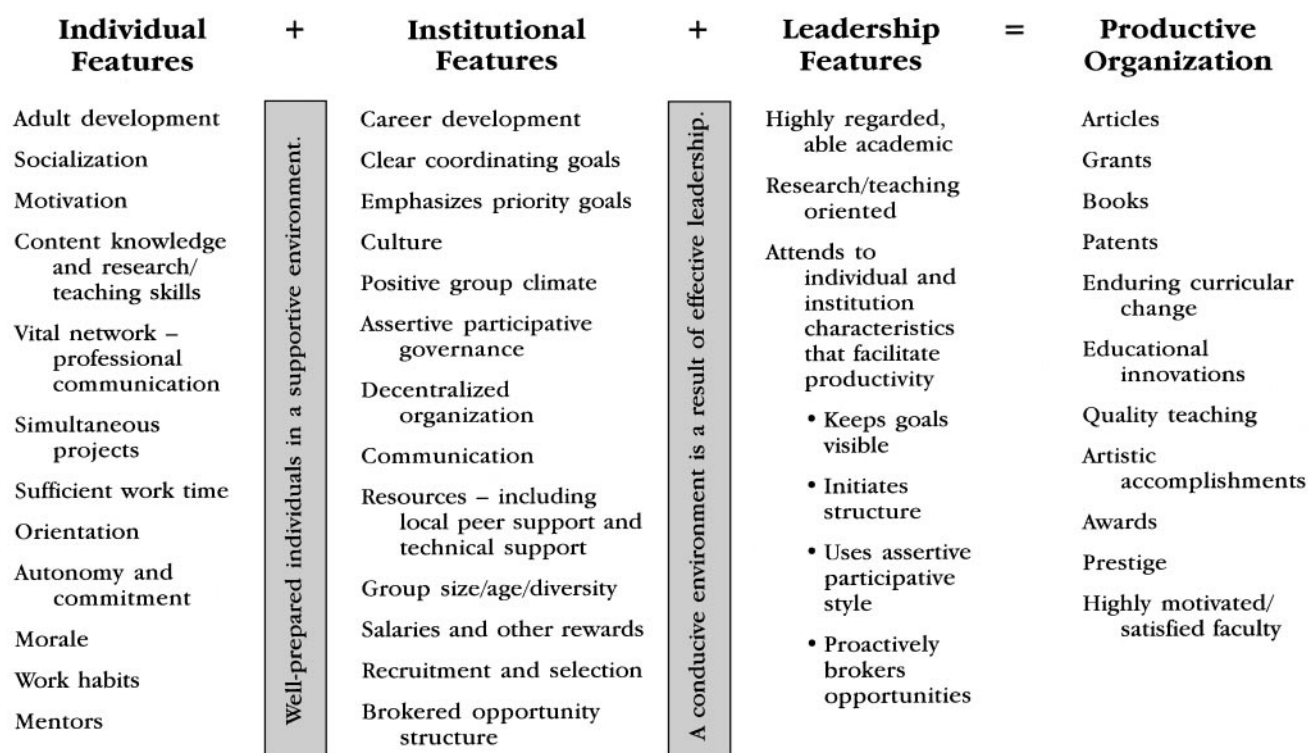 Individual
Features
+
Institutional
Features
+
Leadership
Features
=
Productive
Organization
Adult development
Socialization
Motivation
Content knowledge
and research/
teaching skills
Vital network –
professional
communication
Simultaneous
projects
Sufficient work time
Orientation
Autonomy and
commitment
Morale
Work habits
Mentors
Well-prepared individuals in a supportive environment.
Career development
Clear coordinating goals
Emphasizes priority goals
Culture
Positive group climate
Assertive participative
governance
Decentralized
organization
Communication
Resources – including
local peer support and
technical support
Group size/age/diversity
Salaries and other rewards
Recruitment and selection
Brokered opportunity
structure
A conducive environment is a result of effective leadership.
Highly regarded,
able academic
Research/teaching
oriented
Attends to
individual and
institution
characteristics
that facilitate
productivity
• Keeps goals
visible
• Initiates
structure
• Uses assertive
participative
style
• Proactively
brokers
opportunities
Articles
Grants
Books
Patents
Enduring curricular
change
Educational
innovations
Quality teaching
Artistic
accomplishments
Awards
Prestige
Highly motivated/
satisfied faculty